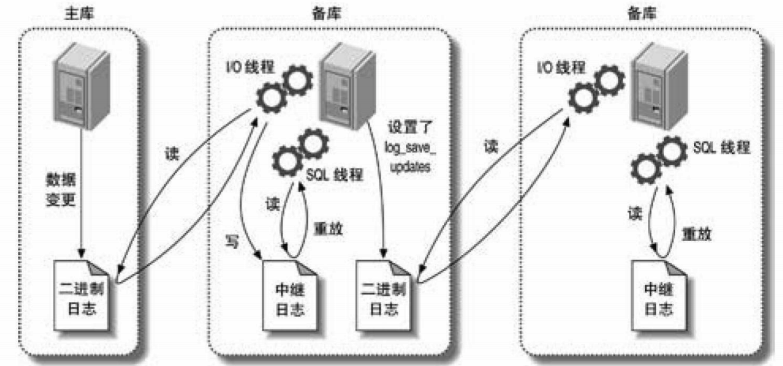 主库
备库
备库
I/O 线程
I/O 线程
设置了
log_save_
updates
读
读
SQL 线程
SQL 线程
数据
变更
读
读
写
重放
重放
二进制
日志
中继
日志
二进制
日志
中继
日志